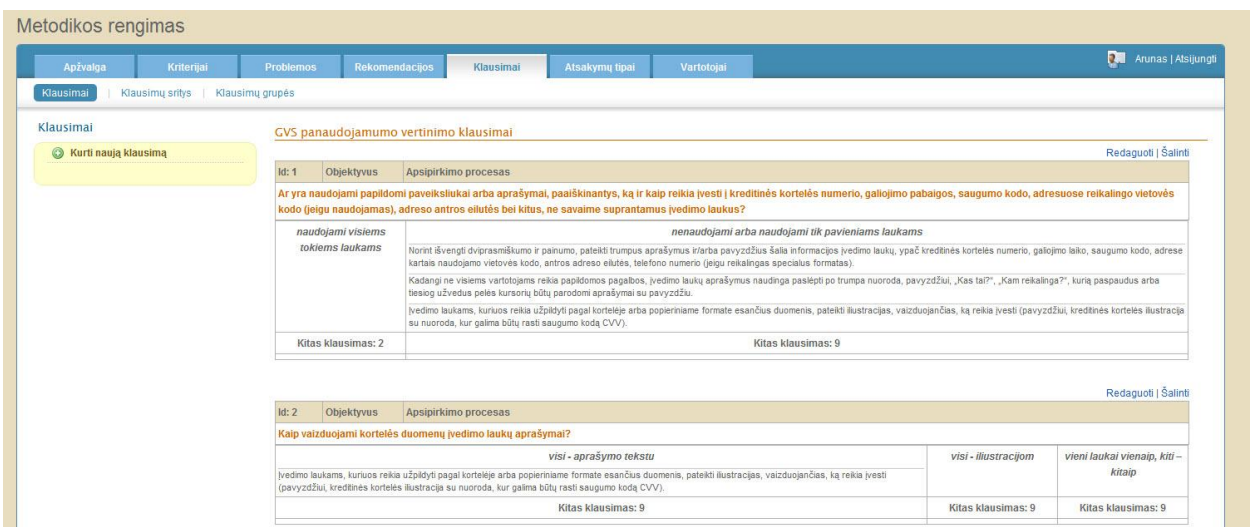 Metodikos rengimas
Apžvalga Kriterijai Problemos Rekomendacijos Klausimai Atsakymų tipai Vartotojai Arunas | Atsijungti
Klausimai | Klausimų sritys | Klausimų grupės
Klausimai
Kurti naują klausimą
GVS panaudojamumo vertinimo klausimai
Redaguoti | Šalinti
Id: 1 Objektyvus Apsipirkimo procesas
Ar yra naudojami papildomi paveiksliukai arba aprašymai, paaiškinantys, ką ir kaip reikia įvesti į kreditinės kortelės numerio, galiojimo pabaigos, saugumo kodo, adresuose reikalingo vietovės
kodo (jeigu naudojamas), adreso antros eilutės bei kitus, ne savaime suprantamus įvedimo laukus?
naudojami visiems
tokiems laukams
nenaudojami arba naudojami tik pavieniams laukams
Norint išvengti dviprasmiškumo ir painumo, pateikti trumpus aprašymus ir/arba pavyzdžius šalia informacijos įvedimo laukų, ypač kreditinės kortelės numerio, galiojimo laiko, saugumo kodo, adrese
kartais naudojamo vietovės kodo, antros adreso eilutės, telefono numerio (jeigu reikalingas specialus formatas).
Kadangi ne visiems vartotojams reikia papildomos pagalbos, įvedimo laukų aprašymus naudinga paslėpti po trumpa nuoroda, pavyzdžiui, „Kas tai?“, „Kam reikalinga?“, kurią paspaudus arba
tiesiog užvedus pelės kursorių būtų parodomi aprašymai su pavyzdžiu.
Įvedimo laukams, kuriuos reikia užpildyti pagal kortelėje arba popieriniame formate esančius duomenis, pateikti iliustracijas, vaizduojančias, ką reikia įvesti (pavyzdžiui, kreditinės kortelės iliustracija
su nuoroda, kur galima būtų rasti saugumo kodą CVV).
Kitas klausimas: 2 Kitas klausimas: 9
Redaguoti | Šalinti
Id: 2 Objektyvus Apsipirkimo procesas
Kaip vaizduojami kortelės duomenų įvedimo laukų aprašymai?
visi - aprašymo tekstu
Įvedimo laukams, kuriuos reikia užpildyti pagal kortelėje arba popieriniame formate esančius duomenis, pateikti iliustracijas, vaizduojančias, ką reikia įvesti
(pavyzdžiui, kreditinės kortelės iliustracija su nuoroda, kur galima būtų rasti saugumo kodą CVV).
visi - iliustracijom
vieni laukai vienaip, kiti –
kitaip
Kitas klausimas: 9 Kitas klausimas: 9 Kitas klausimas: 9